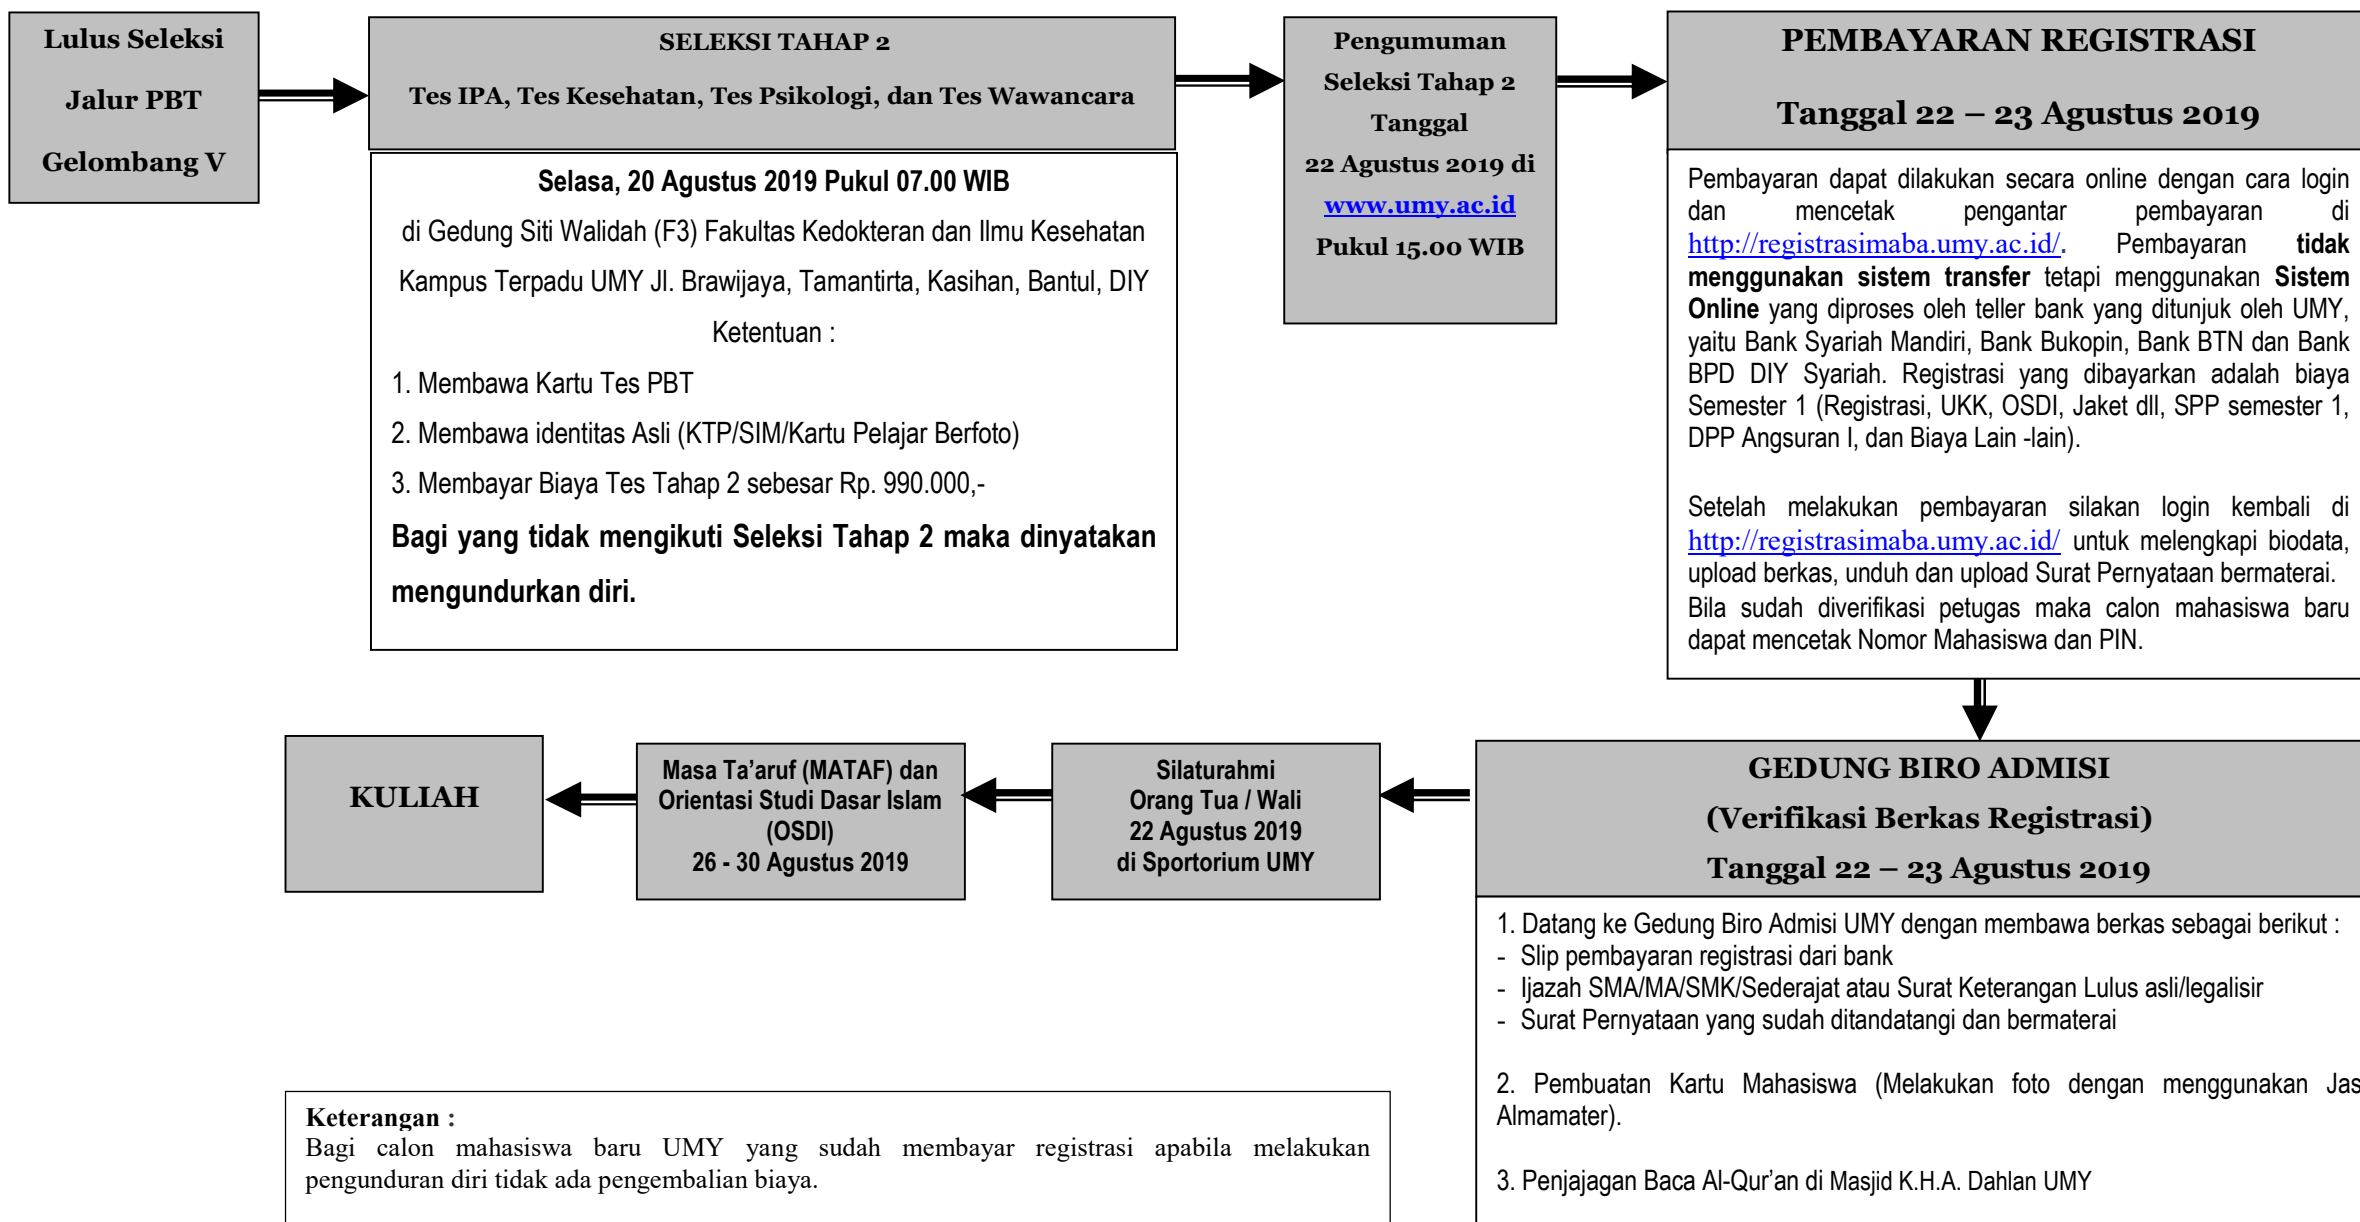 Lulus Seleksi
Jalur PBT
Gelombang V
SELEKSI TAHAP 2
Tes IPA, Tes Kesehatan, Tes Psikologi, dan Tes Wawancara
Selasa, 20 Agustus 2019 Pukul 07.00 WIB
di Gedung Siti Walidah (F3) Fakultas Kedokteran dan Ilmu Kesehatan
Kampus Terpadu UMY Jl. Brawijaya, Tamantirta, Kasihan, Bantul, DIY
Ketentuan :
1. Membawa Kartu Tes PBT
2. Membawa identitas Asli (KTP/SIM/Kartu Pelajar Berfoto)
3. Membayar Biaya Tes Tahap 2 sebesar Rp. 990.000,-
Bagi yang tidak mengikuti Seleksi Tahap 2 maka dinyatakan
mengundurkan diri.
Pengumuman
Seleksi Tahap 2
Tanggal
22 Agustus 2019 di
www.umy.ac.id
Pukul 15.00 WIB
PEMBAYARAN REGISTRASI
Tanggal 22 – 23 Agustus 2019
Pembayaran dapat dilakukan secara online dengan cara login
dan mencetak pengantar pembayaran di
http://registrasimaba.umy.ac.id/. Pembayaran tidak
menggunakan sistem transfer tetapi menggunakan Sistem
Online yang diproses oleh teller bank yang ditunjuk oleh UMY,
yaitu Bank Syariah Mandiri, Bank Bukopin, Bank BTN dan Bank
BPD DIY Syariah. Registrasi yang dibayarkan adalah biaya
Semester 1 (Registrasi, UKK, OSDI, Jaket dll, SPP semester 1,
DPP Angsuran I, dan Biaya Lain -lain).
Setelah melakukan pembayaran silakan login kembali di
http://registrasimaba.umy.ac.id/ untuk melengkapi biodata,
upload berkas, unduh dan upload Surat Pernyataan bermaterai.
Bila sudah diverifikasi petugas maka calon mahasiswa baru
dapat mencetak Nomor Mahasiswa dan PIN.
GEDUNG BIRO ADMISI
(Verifikasi Berkas Registrasi)
Tanggal 22 – 23 Agustus 2019
1. Datang ke Gedung Biro Admisi UMY dengan membawa berkas sebagai berikut :
- Slip pembayaran registrasi dari bank
- Ijazah SMA/MA/SMK/Sederajat atau Surat Keterangan Lulus asli/legalisir
- Surat Pernyataan yang sudah ditandatangi dan bermaterai
2. Pembuatan Kartu Mahasiswa (Melakukan foto dengan menggunakan Jas
Almamater).
3. Penjajagan Baca Al-Qur’an di Masjid K.H.A. Dahlan UMY
Silaturahmi
Orang Tua / Wali
22 Agustus 2019
di Sportorium UMY
Masa Ta’aruf (MATAF) dan
Orientasi Studi Dasar Islam
(OSDI)
26 - 30 Agustus 2019
KULIAH
Keterangan :
Bagi calon mahasiswa baru UMY yang sudah membayar registrasi apabila melakukan
pengunduran diri tidak ada pengembalian biaya.